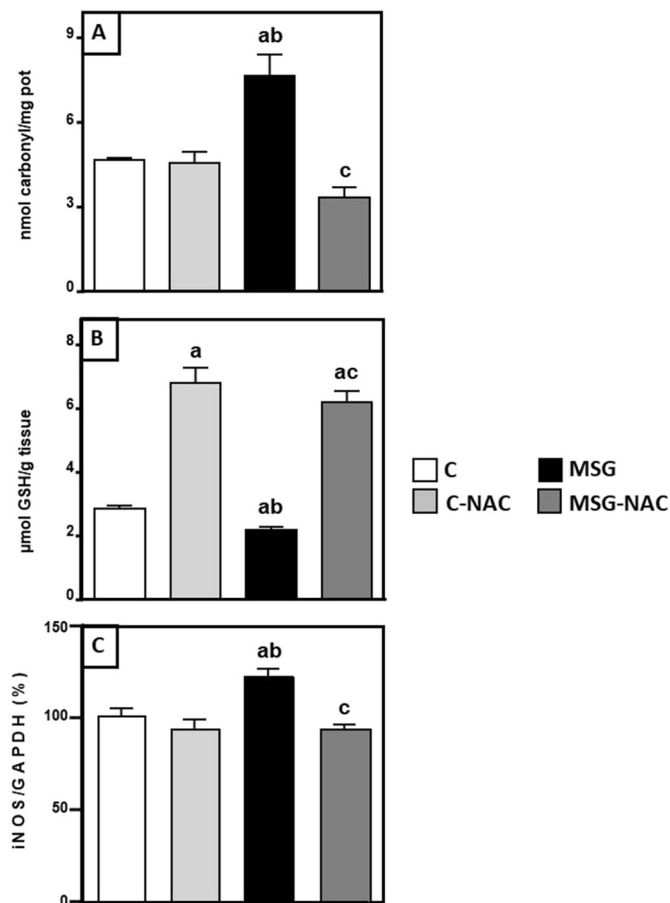 A
nmol carbonyl/mg pot
9
6
3
0
ab
c
B
µmol GSH/g tissue
8
6
4
2
0
a
ab
ac
C
MSG
C-NAC
MSG-NAC
C
iNOS/GAPDH (%)
150
100
50
0
ab
c